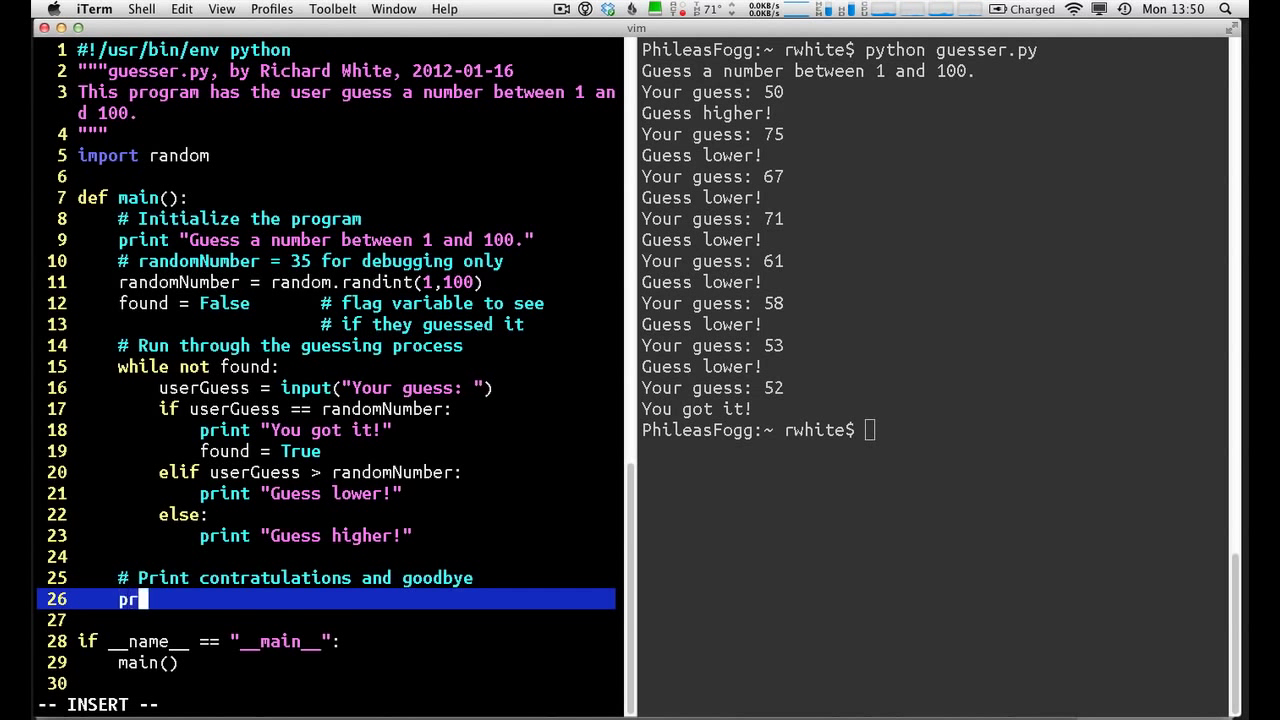 iTerm Shell Edit View Profiles Toolbelt Window Help 71° 0.0KB/s 0.0KB/s Charged Mon 13:50
vim
1 #!/usr/bin/env python
2 """guesser.py, by Richard White, 2012-01-16
3 This program has the user guess a number between 1 an
d 100.
4 """
5 import random
6
7 def main():
8 # Initialize the program
9 print "Guess a number between 1 and 100."
10 # randomNumber = 35 for debugging only
11 randomNumber = random.randint(1,100)
12 found = False # flag variable to see
13 # if they guessed it
14 # Run through the guessing process
15 while not found:
16 userGuess = input("Your guess: ")
17 if userGuess == randomNumber:
18 print "You got it!"
19 found = True
20 elif userGuess > randomNumber:
21 print "Guess lower!"
22 else:
23 print "Guess higher!"
24
25 # Print contratulations and goodbye
26 pr
27
28 if __name__ == "__main__":
29 main()
30
-- INSERT --
PhileasFogg:~ rwhite$ python guesser.py
Guess a number between 1 and 100.
Your guess: 50
Guess higher!
Your guess: 75
Guess lower!
Your guess: 67
Guess lower!
Your guess: 71
Guess lower!
Your guess: 61
Guess lower!
Your guess: 58
Guess lower!
Your guess: 53
Guess lower!
Your guess: 52
You got it!
PhileasFogg:~ rwhite$